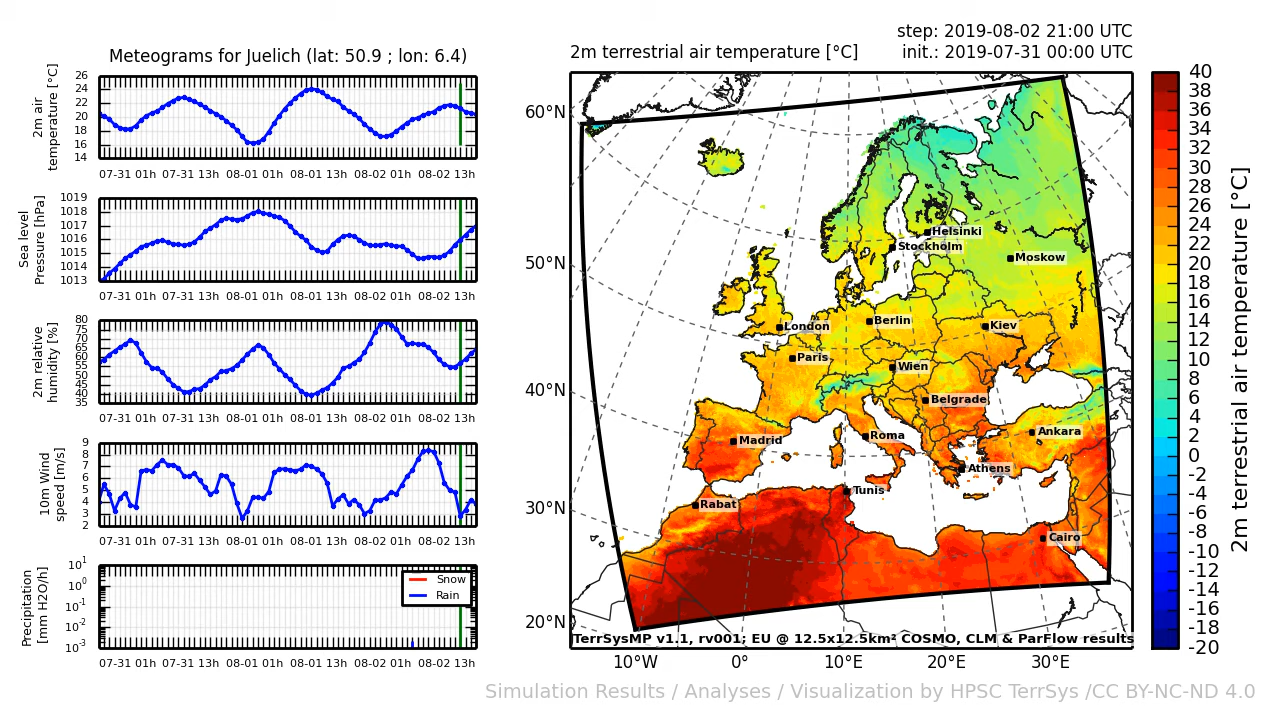 Meteograms for Juelich (lat: 50.9 ; lon: 6.4)
2m air
temperature [°C]
26
24
22
20
18
16
14
07-31 01h 07-31 13h 08-01 01h 08-01 13h 08-02 01h 08-02 13h
Sea level
Pressure [hPa]
1019
1018
1017
1016
1015
1014
1013
07-31 01h 07-31 13h 08-01 01h 08-01 13h 08-02 01h 08-02 13h
2m relative
humidity [%]
80
75
70
65
60
55
50
45
40
35
07-31 01h 07-31 13h 08-01 01h 08-01 13h 08-02 01h 08-02 13h
10m Wind
speed [m/s]
9
8
7
6
5
4
3
2
07-31 01h 07-31 13h 08-01 01h 08-01 13h 08-02 01h 08-02 13h
Precipitation
[mm H2O/h]
10^1
10^0
10^-1
10^-2
10^-3
Snow
Rain
07-31 01h 07-31 13h 08-01 01h 08-01 13h 08-02 01h 08-02 13h
step: 2019-08-02 21:00 UTC
2m terrestrial air temperature [°C] init.: 2019-07-31 00:00 UTC
60°N
50°N
40°N
30°N
20°N
Helsinki
Stockholm
Moskow
London
Berlin
Kiev
Paris
Wien
Belgrade
Madrid
Roma
Ankara
Athens
Tunis
Rabat
Cairo
TerrSysMP v1.1, rv001; EU @ 12.5x12.5km² COSMO, CLM & ParFlow results
10°W 0° 10°E 20°E 30°E
40
38
36
34
32
30
28
26
24
22
20
18
16
14
12
10
8
6
4
2
0
-2
-4
-6
-8
-10
-12
-14
-16
-18
-20
2m terrestrial air temperature [°C]
Simulation Results / Analyses / Visualization by HPSC TerrSys /CC BY-NC-ND 4.0